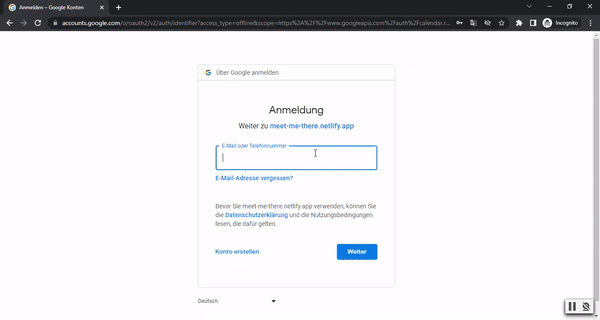 Anmelden – Google Konten
accounts.google.com/o/oauth2/v2/auth/identifier?access_type=offline&scope=https%3A%2F%2Fwww.googleapis.com%2Fauth%2Fcalendar.r...
Incognito
Über Google anmelden
Anmeldung
Weiter zu meet-me-there.netlify.app
E-Mail oder Telefonnummer
E-Mail-Adresse vergessen?
Bevor Sie meet-me-there.netlify.app verwenden, können Sie
die Datenschutzerklärung und die Nutzungsbedingungen
lesen, die dafür gelten.
Konto erstellen
Weiter
Deutsch